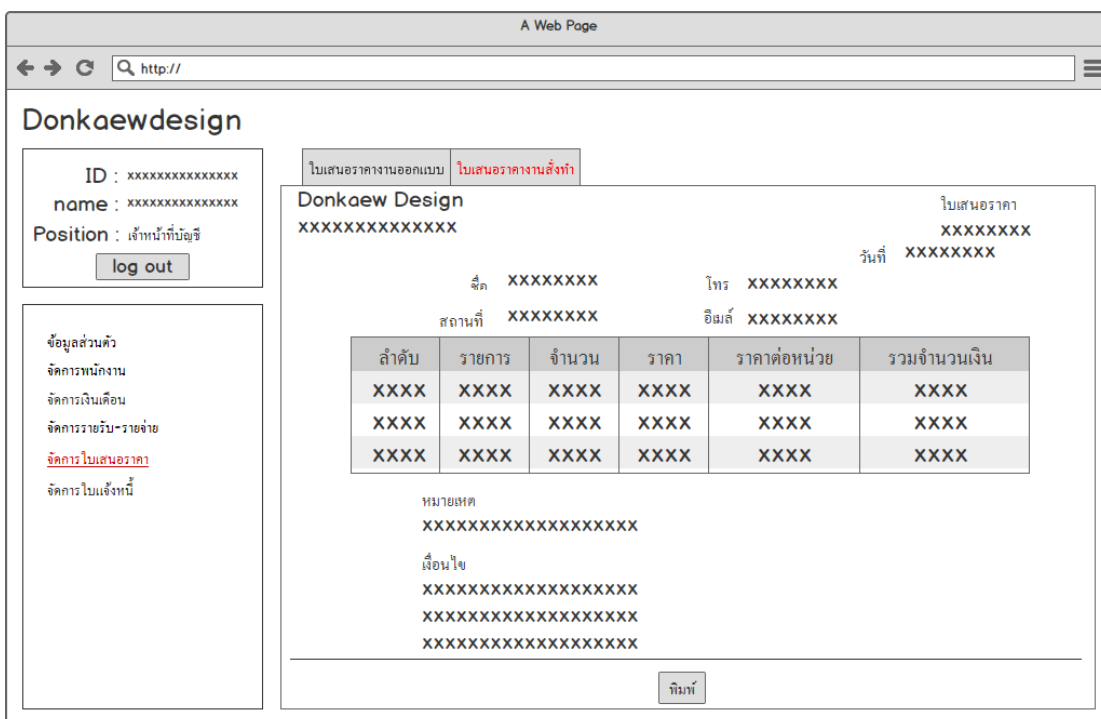 A Web Page
http://
Donkaewdesign
ID : xxxxxxxxxxxxxxx
name : xxxxxxxxxxxxxxx
Position : เจ้าหน้าที่บัญชี
log out
ข้อมูลส่วนตัว
จัดการพนักงาน
จัดการเงินเดือน
จัดการรายรับ-รายจ่าย
จัดการใบเสนอราคา
จัดการใบแจ้งหนี้
ใบเสนอราคางานออกแบบ ใบเสนอราคางานสั่งทำ
Donkaew Design ใบเสนอราคา
XXXXXXXXXXXXXX XXXXXXXX
วันที่ XXXXXXXX
ชื่อ XXXXXXXX โทร XXXXXXXX
สถานที่ XXXXXXXX อีเมล์ XXXXXXXX
ลำดับ รายการ จำนวน ราคา ราคาต่อหน่วย รวมจำนวนเงิน
XXXX XXXX XXXX XXXX XXXX XXXX
XXXX XXXX XXXX XXXX XXXX XXXX
XXXX XXXX XXXX XXXX XXXX XXXX
หมายเหต
XXXXXXXXXXXXXXXXXXX
เงื่อนไข
XXXXXXXXXXXXXXXXXXX
XXXXXXXXXXXXXXXXXXX
XXXXXXXXXXXXXXXXXXX
พิมพ์